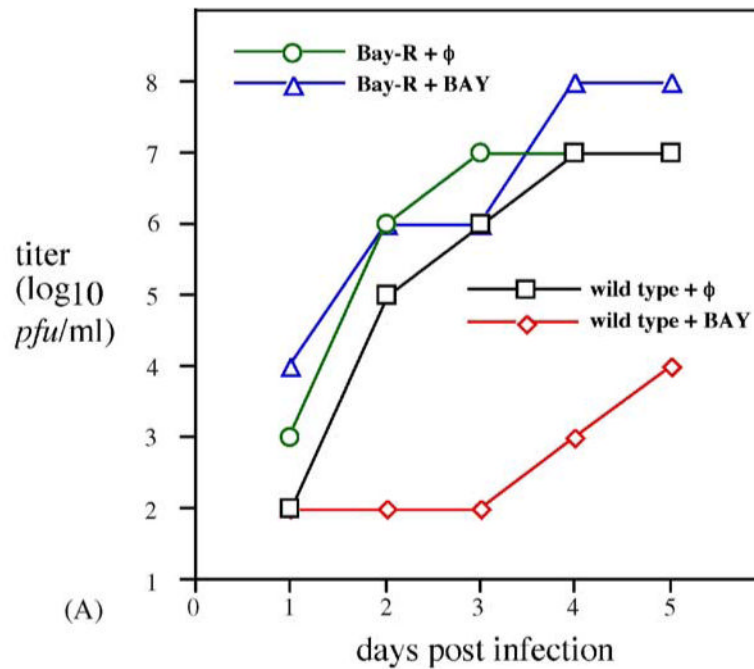 8
7
6
5
4
3
2
1
titer
(log10
pfu/ml)
Bay-R + ϕ
Bay-R + BAY
wild type + ϕ
wild type + BAY
(A)
0 1 2 3 4 5
days post infection